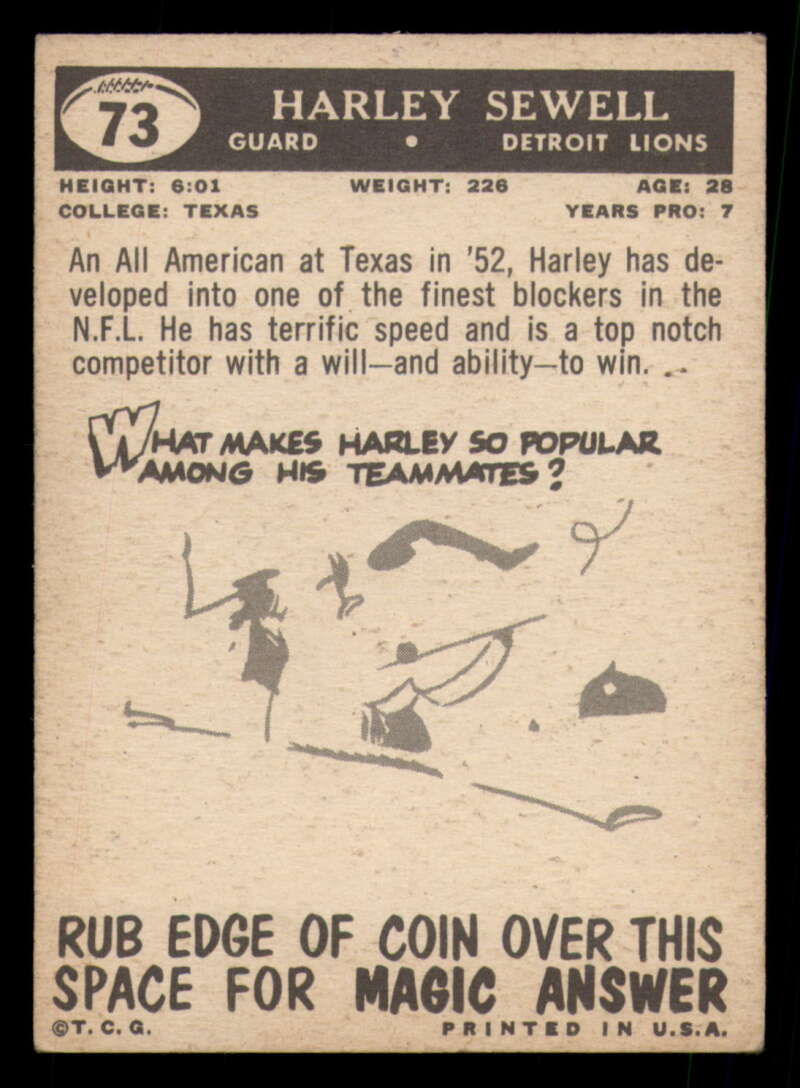 73
HARLEY SEWELL
GUARD • DETROIT LIONS
HEIGHT: 6:01 WEIGHT: 226 AGE: 28
COLLEGE: TEXAS YEARS PRO: 7
An All American at Texas in '52, Harley has de-
veloped into one of the finest blockers in the
N.F.L. He has terrific speed and is a top notch
competitor with a will—and ability—to win.
WHAT MAKES HARLEY SO POPULAR
AMONG HIS TEAMMATES?
RUB EDGE OF COIN OVER THIS
SPACE FOR MAGIC ANSWER
©T.C.G. PRINTED IN U.S.A.